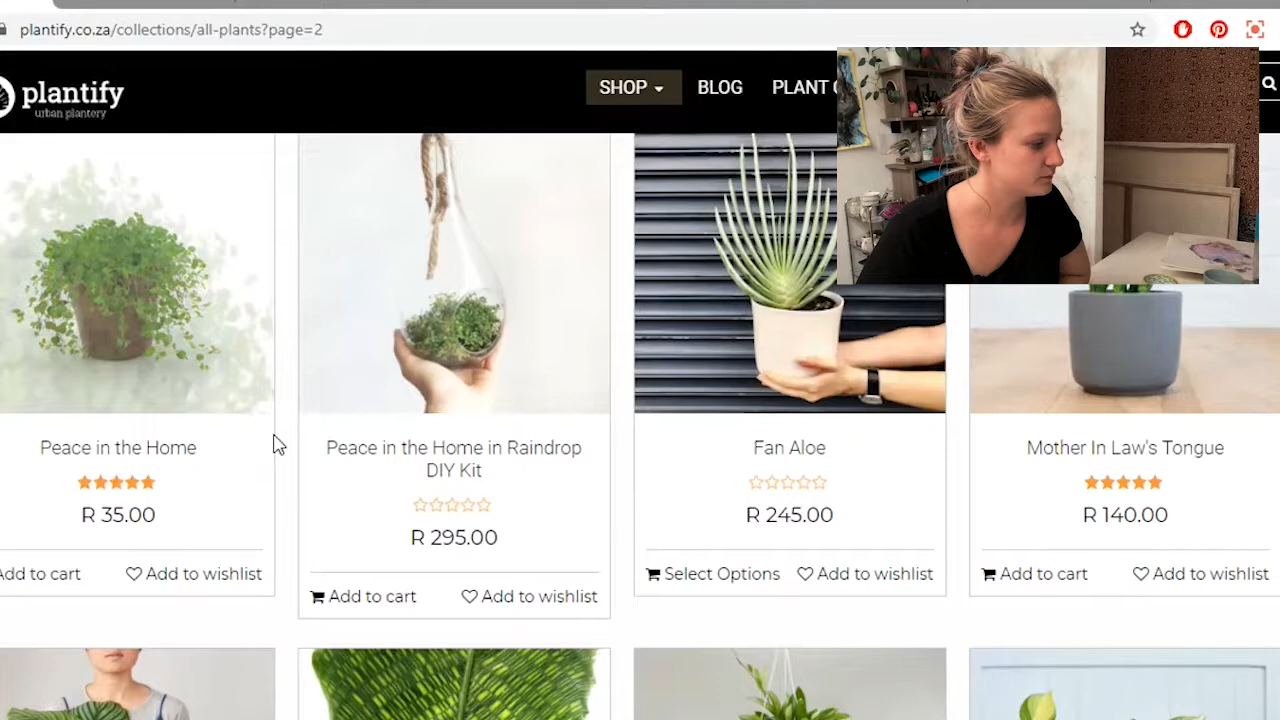 plantify.co.za/collections/all-plants?page=2
plantify
urban plantery
SHOP
BLOG
PLANT
Peace in the Home
R 35.00
Add to cart
Add to wishlist
Peace in the Home in Raindrop
DIY Kit
R 295.00
Add to cart
Add to wishlist
Fan Aloe
R 245.00
Select Options
Add to wishlist
Mother In Law's Tongue
R 140.00
Add to cart
Add to wishlist